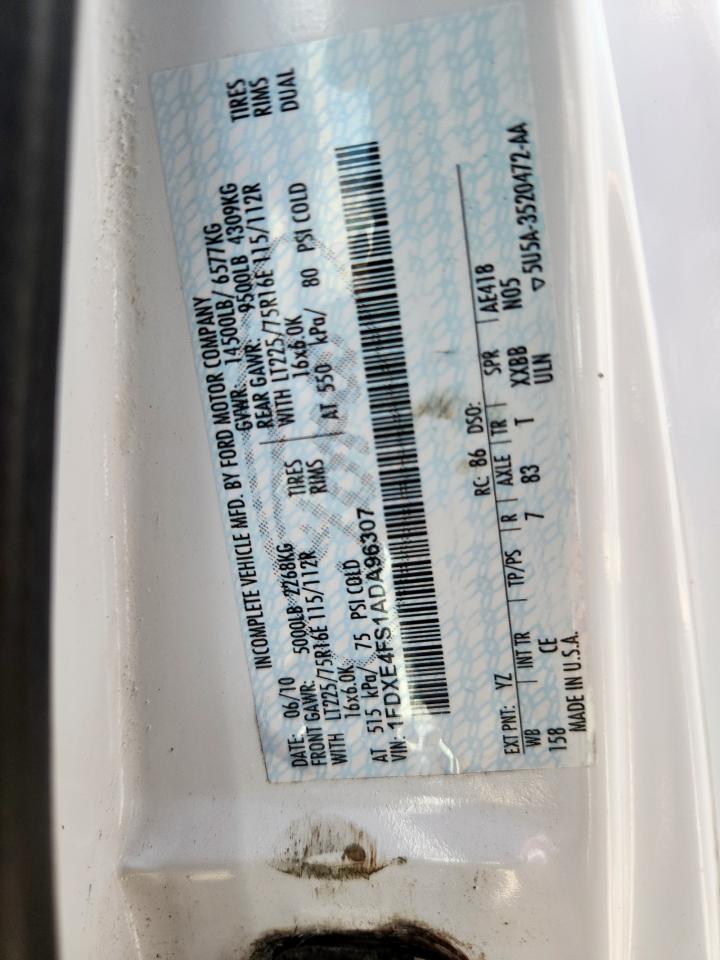 INCOMPLETE VEHICLE MFD. BY FORD MOTOR COMPANY
DATE: 06/10 GVWR: 14500LB/ 6577KG
FRONT GAWR: 5000LB 2268KG REAR GAWR: 9500LB 4309KG
WITH LT225/75R16E 115/112R TIRES WITH LT225/75R16E 115/112R TIRES
16x6.0K RIMS 16x6.0K RIMS
AT 515 kPa/ 75 PSI COLD AT 550 kPa/ 80 PSI COLD DUAL
VIN: 1FDXE4FS1ADA96307
EXT PNT: YZ RC: 86 DSO:
WB INT TR TP/PS R AXLE TR SPR AE418
158 CE 7 83 T XXBB N05
MADE IN U.S.A. ULN ▽5U5A-3520472-AA